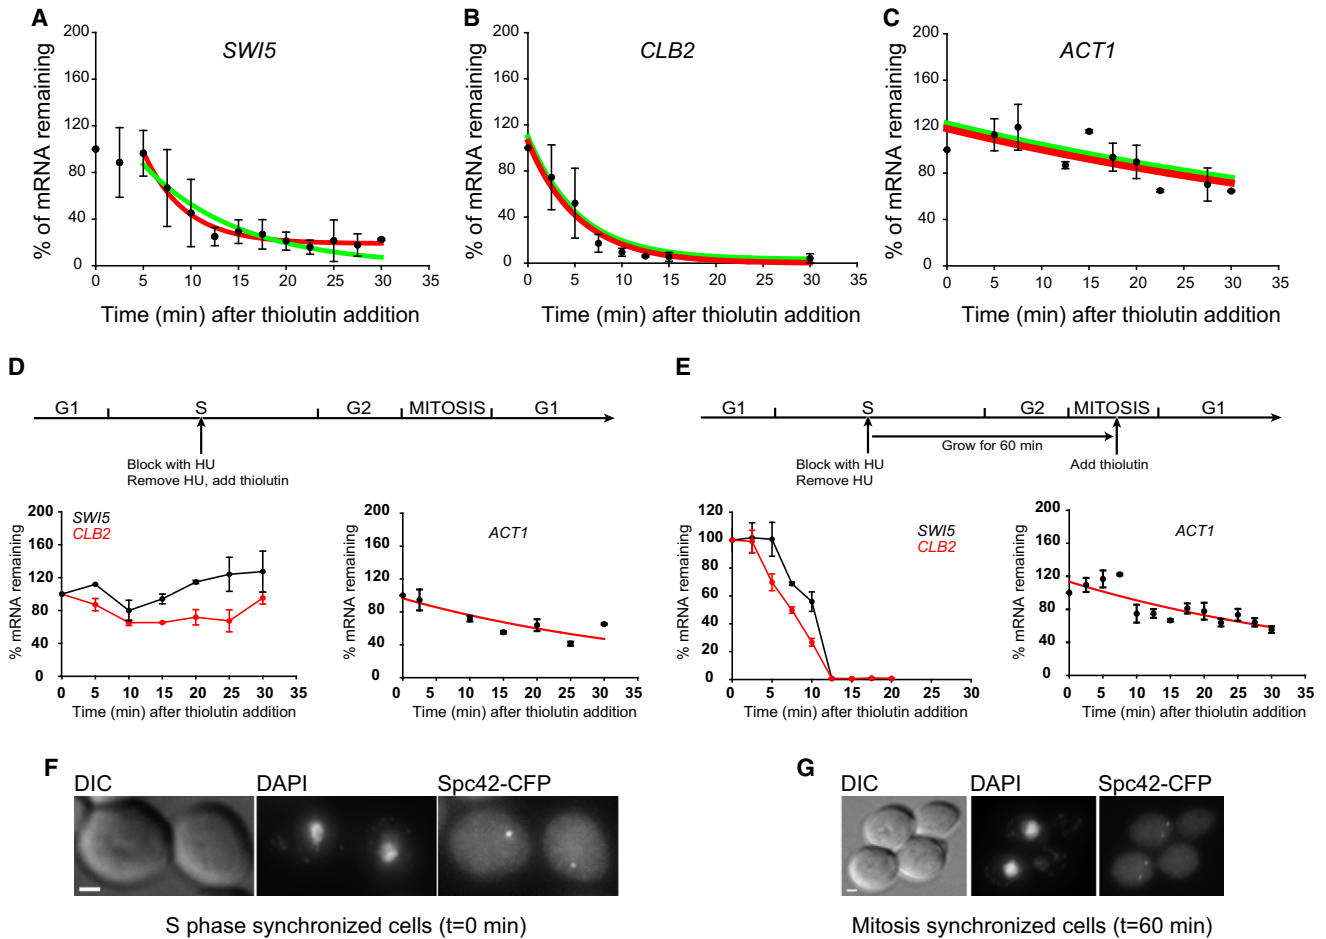 A
SWI5
% of mRNA remaining
200
160
120
80
40
0
0 5 10 15 20 25 30 35
Time (min) after thiolutin addition
B
CLB2
% of mRNA remaining
200
160
120
80
40
0
0 5 10 15 20 25 30 35
Time (min) after thiolutin addition
C
ACT1
% of mRNA remaining
200
160
120
80
40
0
0 5 10 15 20 25 30 35
Time (min) after thiolutin addition
D
G1 S G2 MITOSIS G1
Block with HU
Remove HU, add thiolutin
SWI5
CLB2
% mRNA remaining
200
160
120
80
40
0
0 5 10 15 20 25 30 35
Time (min) after thiolutin addition
ACT1
% mRNA remaining
200
160
120
80
40
0
0 5 10 15 20 25 30 35
Time (min) after thiolutin addition
E
G1 S G2 MITOSIS G1
Grow for 60 min
Block with HU
Remove HU
Add thiolutin
SWI5
CLB2
% mRNA remaining
120
100
80
60
40
20
0
0 5 10 15 20 25 30
Time (min) after thiolutin addition
ACT1
% mRNA remaining
200
160
120
80
40
0
0 5 10 15 20 25 30 35
Time (min) after thiolutin addition
F
DIC DAPI Spc42-CFP
S phase synchronized cells (t=0 min)
G
DIC DAPI Spc42-CFP
Mitosis synchronized cells (t=60 min)